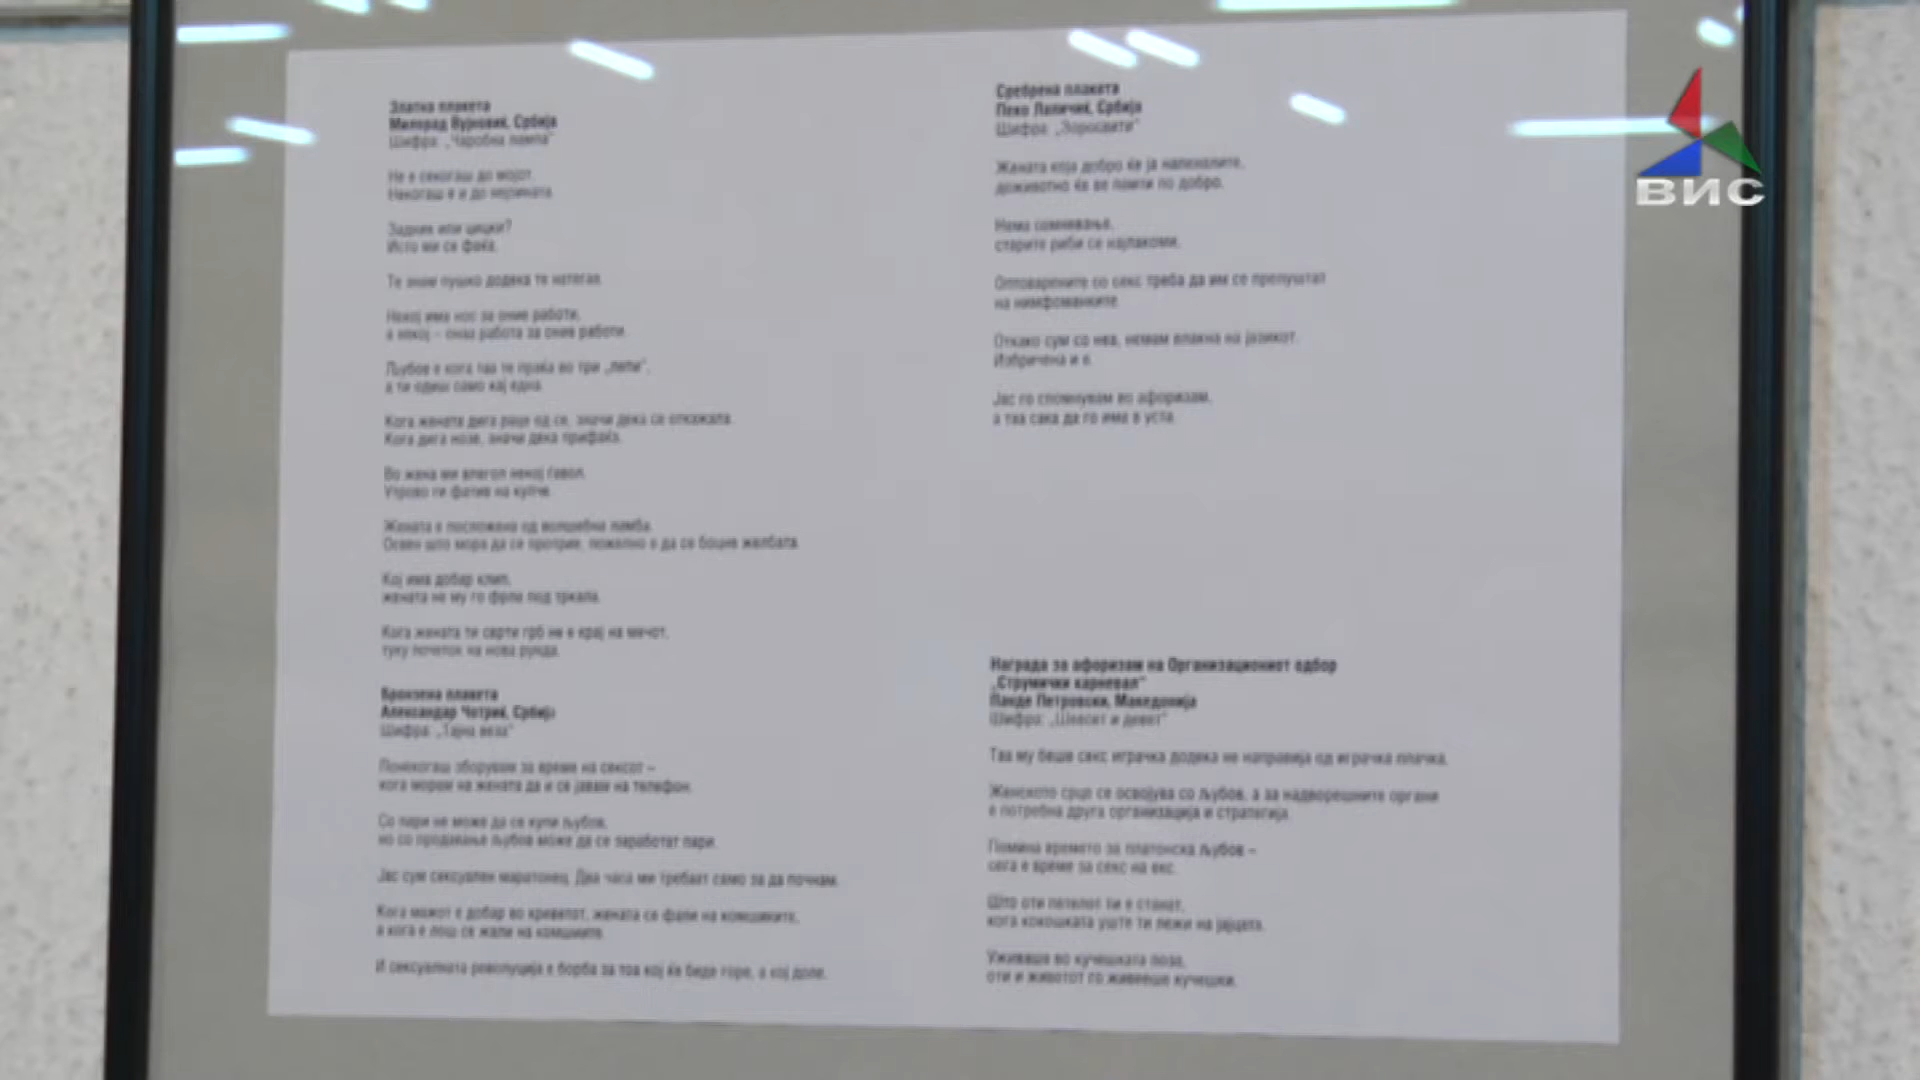 Златна плакета
Милорад Вујовиќ, Србија
Шифра: „Чаробна лампа“
Не е секогаш до мојот.
Некогаш е и до нејзината.
Задник или цицки?
Исто ми се фаќа.
Те знам пушко додека те натегав.
Некој има нос за оние работи,
а некој – онаа работа за оние работи.
Љубов е кога таа те праќа во три „лепи“,
а ти одиш само кај една.
Кога жената дига раце од се, значи дека се откажала.
Кога дига нозе, значи дека прифаќа.
Во жена ми влегол некој ѓавол.
Утрово ги фатив на купче.
Жената е посложена од волшебна ламба.
Освен што мора да се протрие, пожелно е да се боцне желбата.
Кој има добар клип,
жената не му го фрла под тркала.
Кога жената ти сврти грб не е крај на мечот,
туку почеток на нова рунда.
Бронзена плакета
Александар Чотриќ, Србија
Шифра: „Тајна веза“
Понекогаш зборувам за време на сексот –
кога морам на жената да и се јавам на телефон.
Со пари не може да се купи љубов,
но со продавање љубов може да се заработат пари.
Јас сум сексуален маратонец. Два часа ми требаат само за да почнам.
Кога мажот е добар во креветот, жената се фали на комшиките,
а кога е лош се жали на комшиите.
И сексуалната револуција е борба за тоа кој ќе биде горе, а кој доле.
Сребрена плакета
Пеко Лаличиќ, Србија
Шифра:
Жената која добро ќе ја напеколите,
доживотно ќе ве памти по добро.
Нема сомневање,
старите риби се најлакоми.
Оптоварените со секс треба да им се препуштат
на нимфоманките.
Откако сум со неа, немам влакна на јазикот.
Избричена и е.
Јас го спомнувам во афоризам,
а таа сака да го има в уста.
Награда за афоризам на Организациониот одбор
„Струмички карневал“
Панде Петровски, Македонија
Шифра: „Шеесет и девет“
Таа му беше секс играчка додека не направија од играчка плачка.
Женското срце се освојува со љубов, а за надворешните органи
е потребна друга организација и стратегија.
Помина времето за платонска љубов –
сега е време за секс на екс.
Што оти петелот ти е станат,
кога кокошката уште ти лежи на јајцата.
Уживаше во кучешката поза,
оти и животот го живееше кучешки.
ВИС